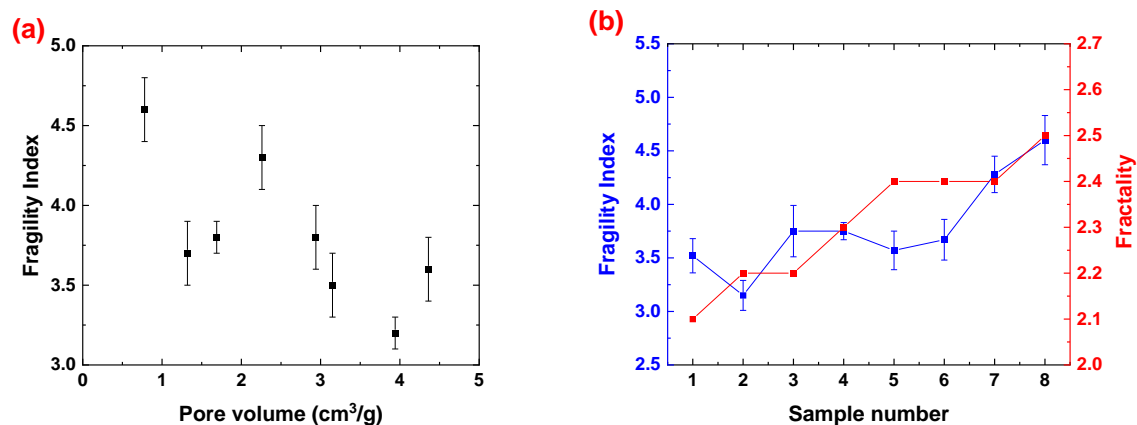 (a)
5.0
4.5
4.0
3.5
3.0
Fragility Index
0 1 2 3 4 5
Pore volume (cm³/g)
(b)
5.5
5.0
4.5
4.0
3.5
3.0
2.5
Fragility Index
2.7
2.6
2.5
2.4
2.3
2.2
2.1
2.0
Fractality
1 2 3 4 5 6 7 8
Sample number